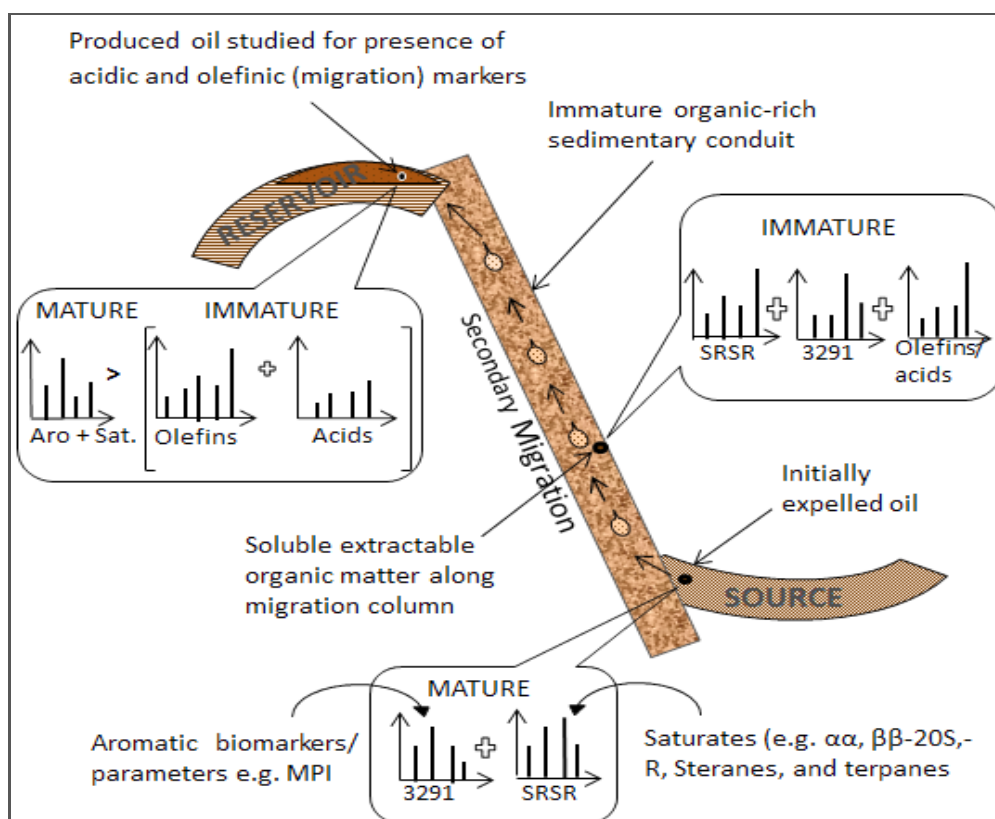 Produced oil studied for presence of
acidic and olefinic (migration) markers
Immature organic-rich
sedimentary conduit
RESERVOIR
IMMATURE
SRSR
3291
Olefins/
acids
MATURE
IMMATURE
>
Aro + Sat.
Olefins
Acids
Secondary Migration
Initially
expelled oil
Soluble extractable
organic matter along
migration column
SOURCE
MATURE
3291
SRSR
Aromatic biomarkers/
parameters e.g. MPI
Saturates (e.g. αα, ββ-20S,-
R, Steranes, and terpanes